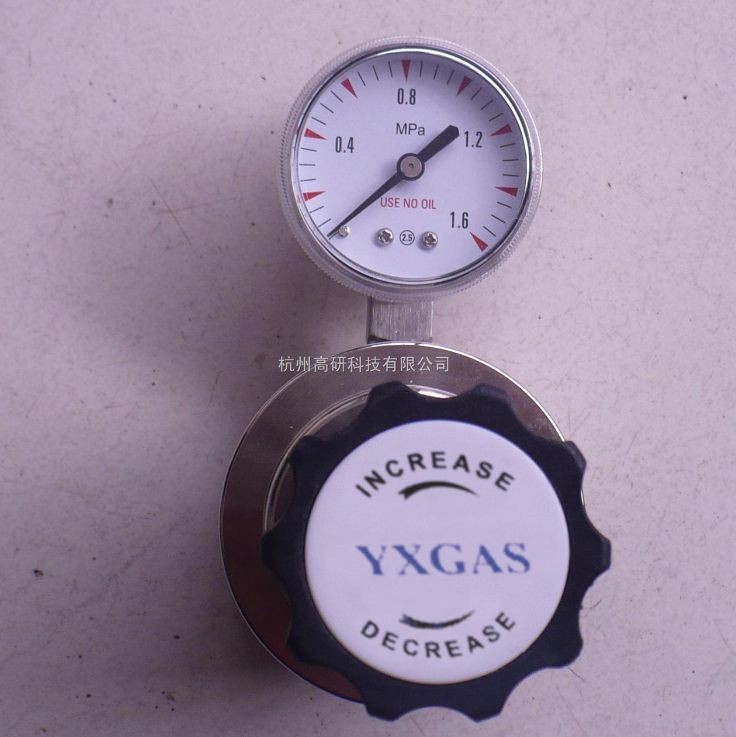 0.8
MPa
0.4
1.2
USE NO OIL
1.6
2.5
杭州高研科技有限公司
INCREASE
YXGAS
DECREASE